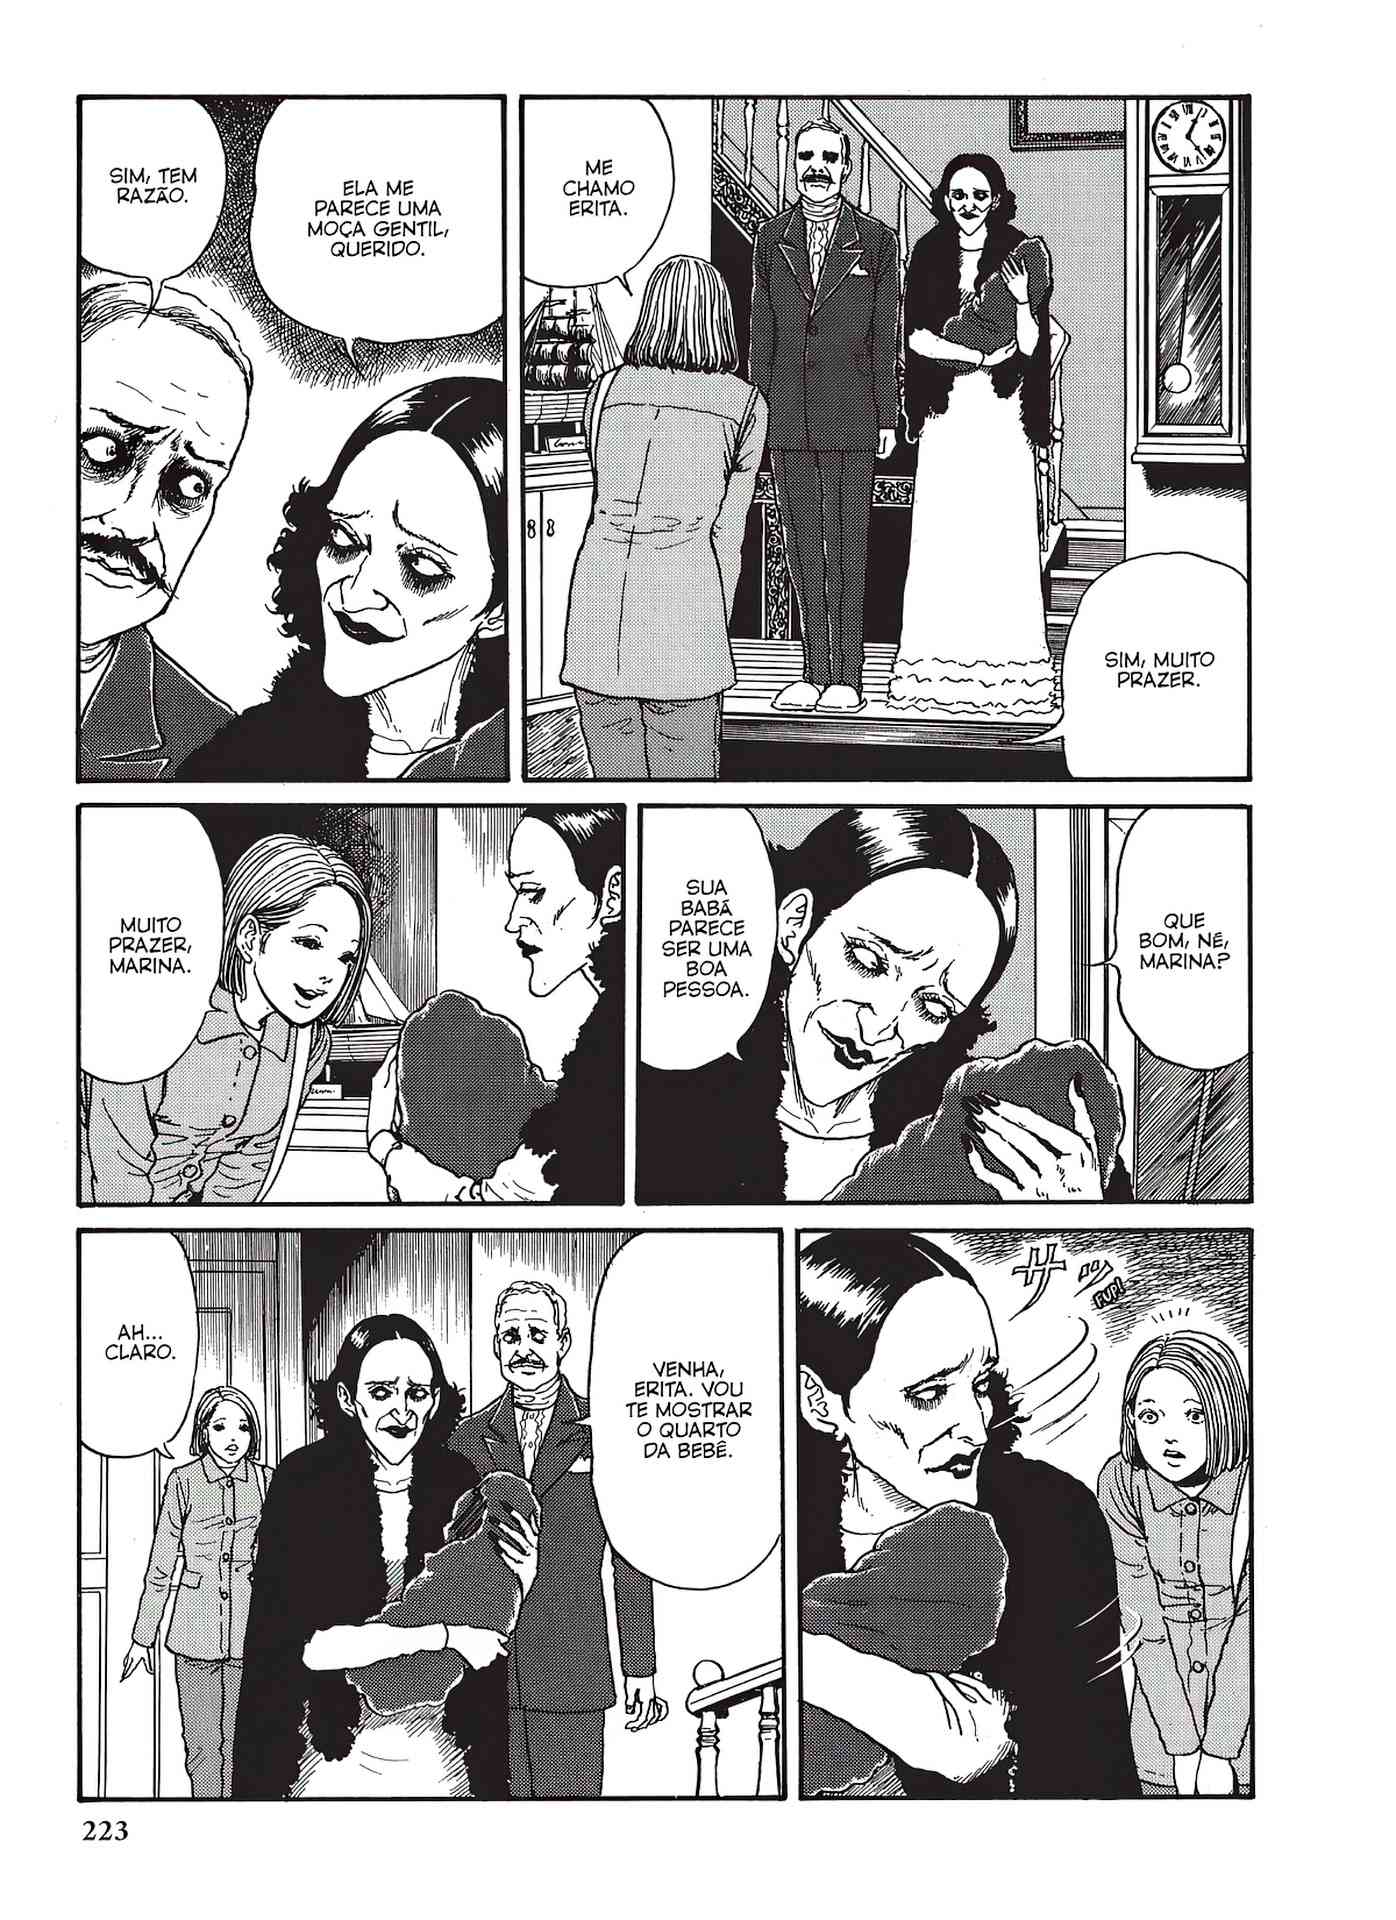 ME
CHAMO
ERITA.
SIM, MUITO
PRAZER.
ELA ME
PARECE UMA
MOÇA GENTIL,
QUERIDO.
SIM, TEM
RAZÃO.
QUE
BOM, NÉ,
MARINA?
SUA
BABÁ
PARECE
SER UMA
BOA
PESSOA.
MUITO
PRAZER,
MARINA.
サッ
FUP!
VENHA,
ERITA. VOU
TE MOSTRAR
O QUARTO
DA BEBÊ.
AH...
CLARO.
223